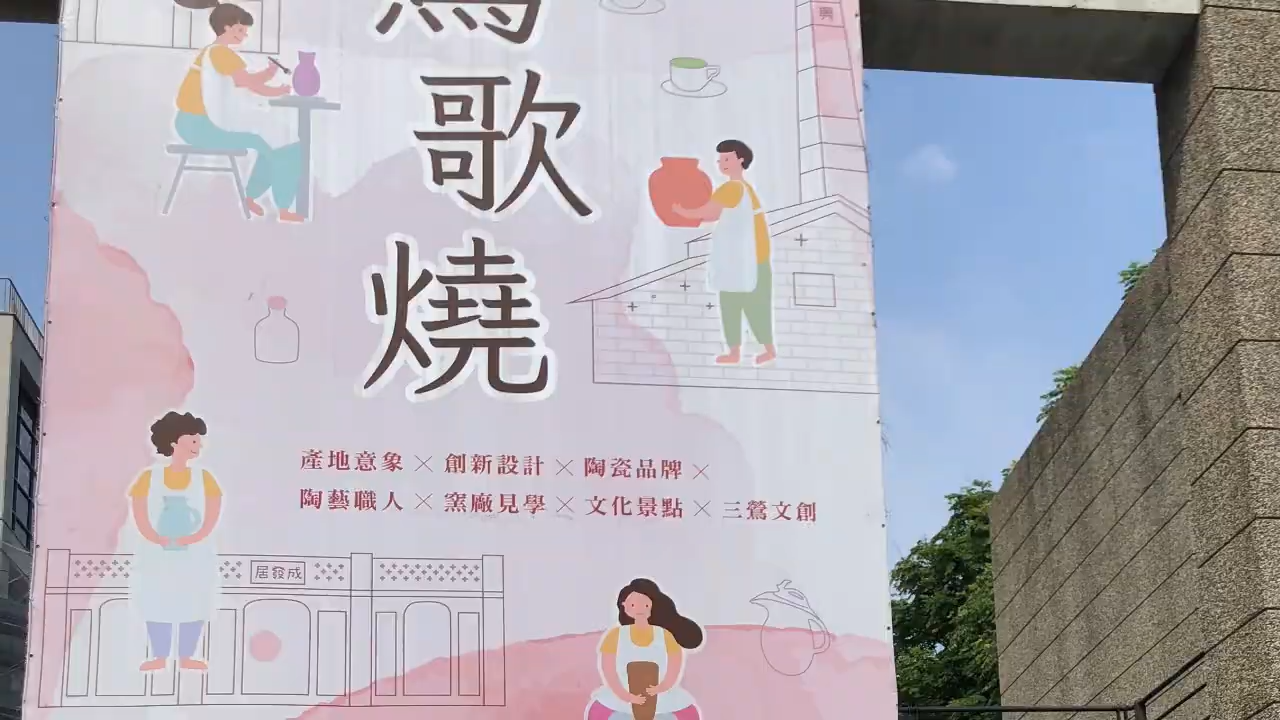 歌
燒
產地意象 × 創新設計 × 陶瓷品牌 ×
陶藝職人 × 窯廠見學 × 文化景點 × 三鶯文創
居發成